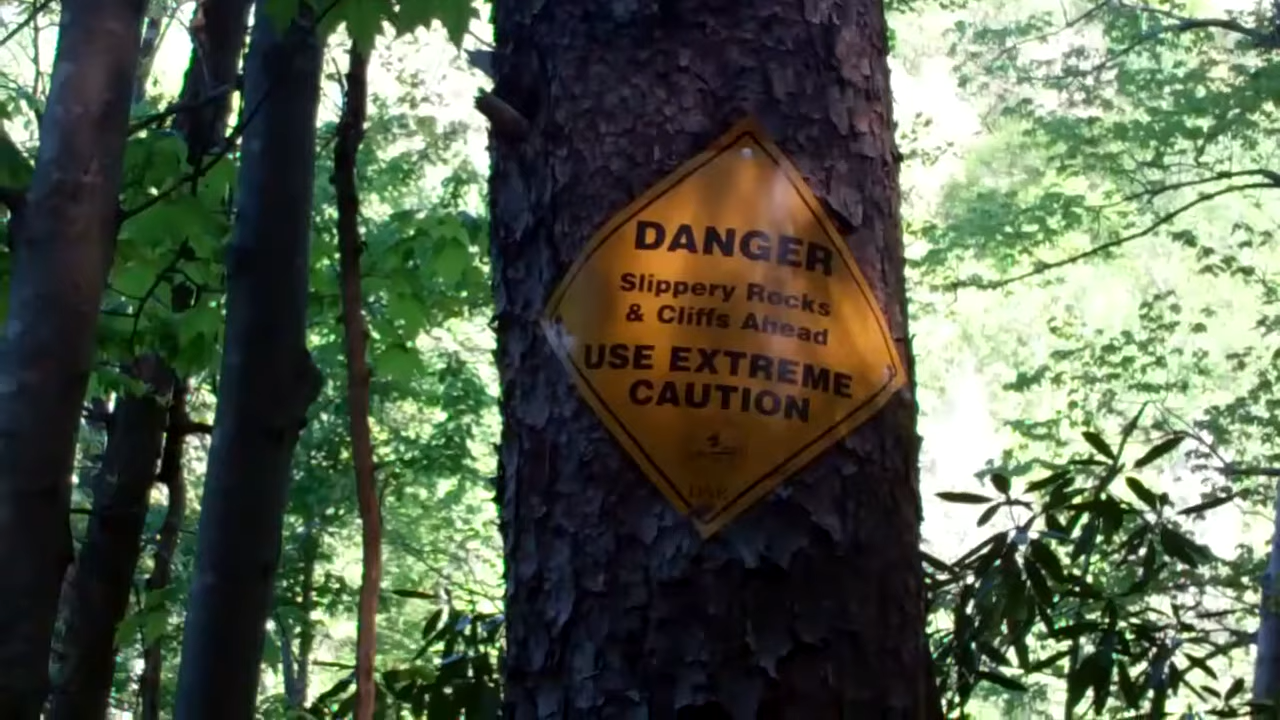 DANGER
Slippery Rocks
& Cliffs Ahead
USE EXTREME
CAUTION